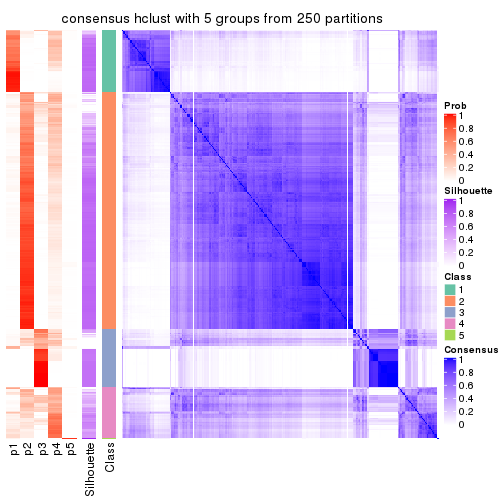 consensus hclust with 5 groups from 250 partitions
Prob
1
0.8
0.6
0.4
0.2
0
Silhouette
1
0.8
0.6
0.4
0.2
0
Class
1
2
3
4
5
Consensus
1
0.8
0.6
0.4
0.2
0
p1
p2
p3
p4
p5
Silhouette
Class